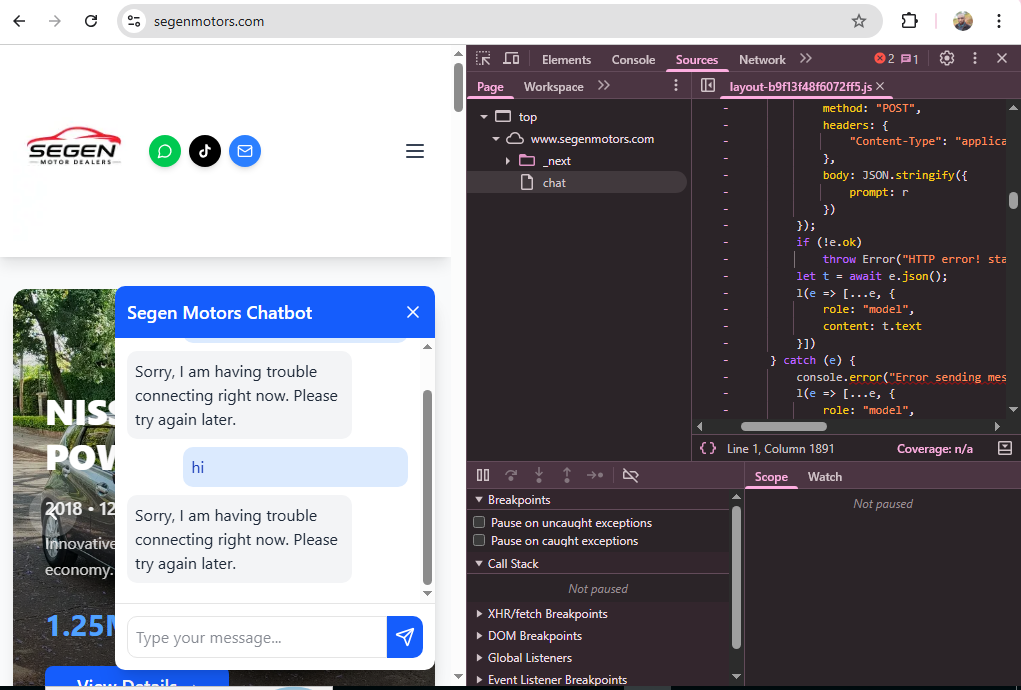 segenmotors.com
SEGEN
MOTOR DEALERS
NISS
POW
2018 • 12
Innovative
economy.
1.25M
View Details
Segen Motors Chatbot
Sorry, I am having trouble
connecting right now. Please
try again later.
hi
Sorry, I am having trouble
connecting right now. Please
try again later.
Type your message...
Elements Console Sources Network
2 1
Page Workspace
layout-b9f13f48f6072ff5.js
top
www.segenmotors.com
_next
chat
- method: "POST",
- headers: {
- "Content-Type": "applica
- },
- body: JSON.stringify({
- prompt: r
- })
- });
- if (!e.ok)
- throw Error("HTTP error! sta
- let t = await e.json();
- l(e => [...e, {
- role: "model",
- content: t.text
- }])
- } catch (e) {
- console.error("Error sending mes
- l(e => [...e, {
- role: "model",
{ } Line 1, Column 1891 Coverage: n/a
Breakpoints
Pause on uncaught exceptions
Pause on caught exceptions
Call Stack
Not paused
XHR/fetch Breakpoints
DOM Breakpoints
Global Listeners
Event Listener Breakpoints
Scope Watch
Not paused